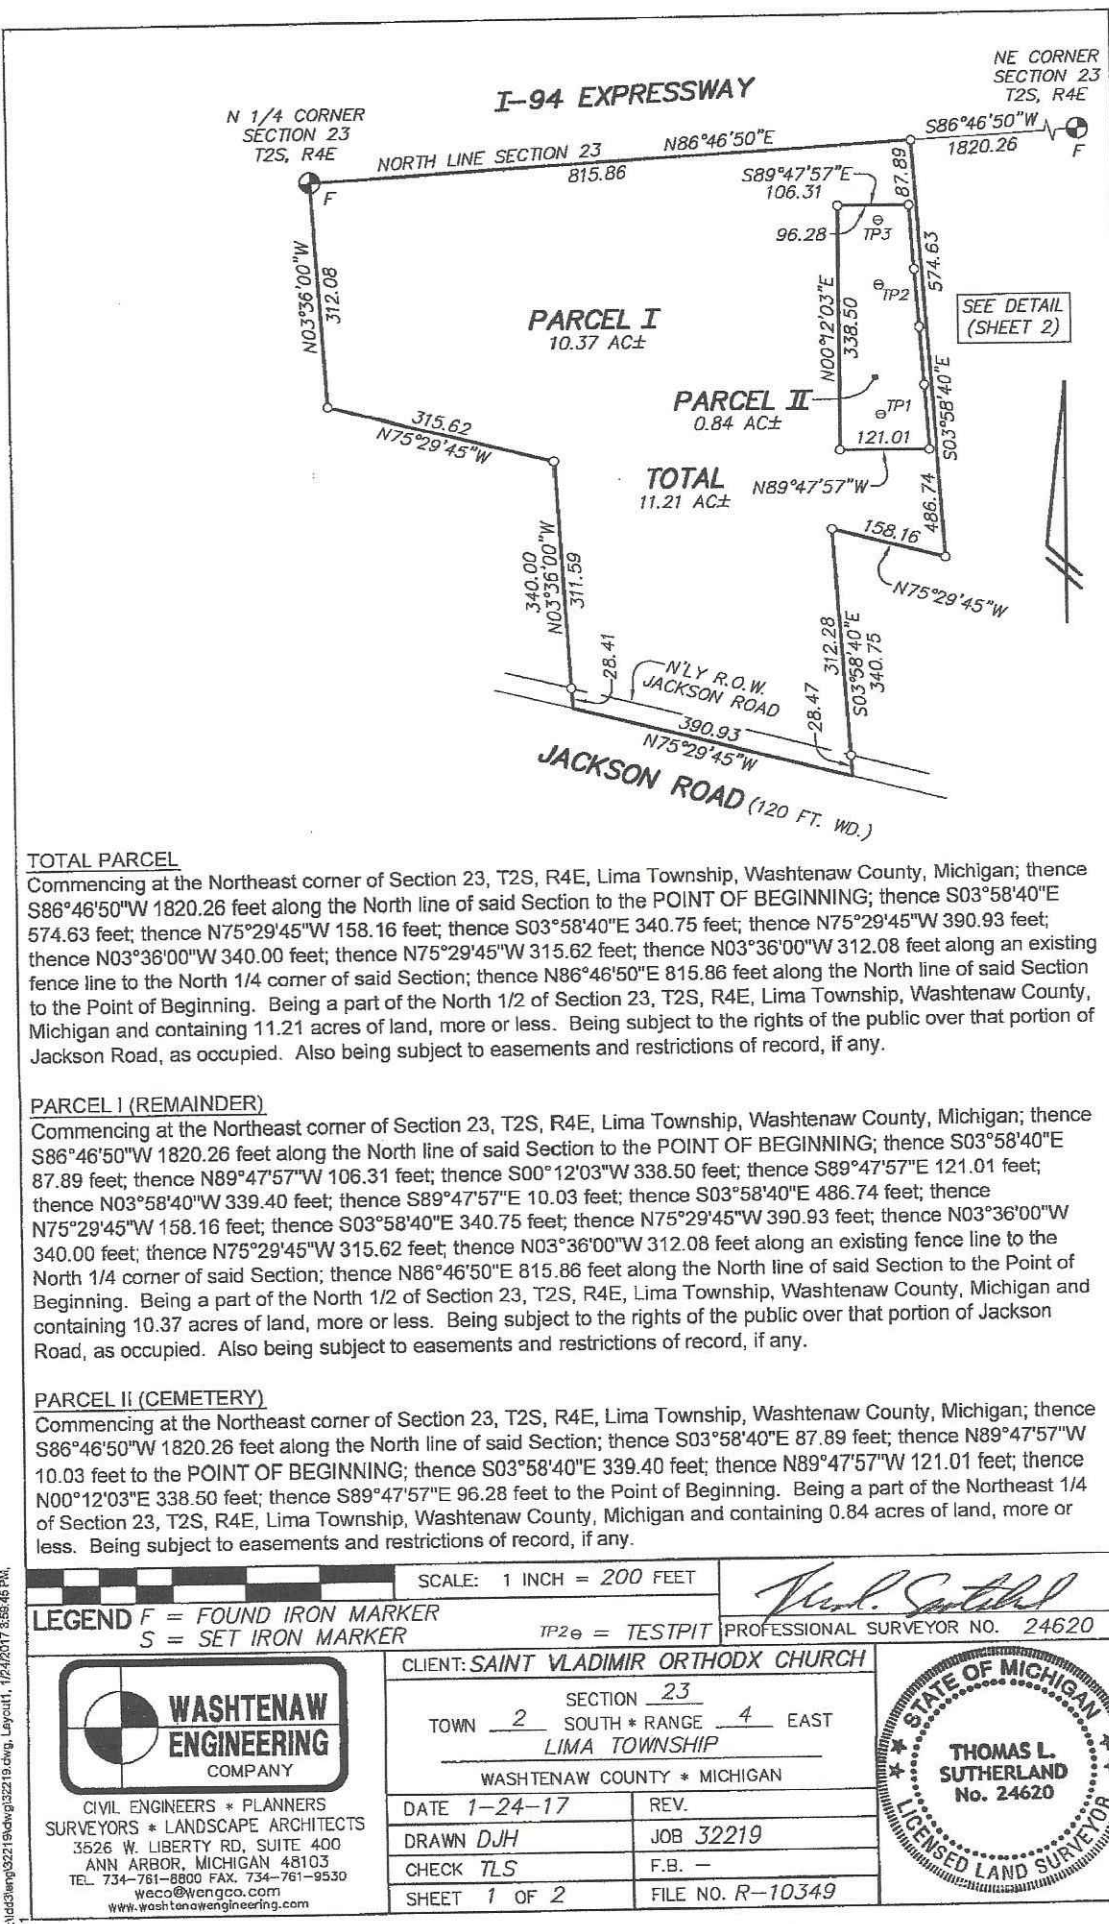 I-94 EXPRESSWAY
NE CORNER
SECTION 23
T2S, R4E
N 1/4 CORNER
SECTION 23
T2S, R4E
F
NORTH LINE SECTION 23
N86°46'50"E
815.86
S86°46'50"W
1820.26
F
S89°47'57"E
106.31
96.28
87.89
TP3
TP2
574.63
N03°36'00"W
312.08
PARCEL I
10.37 AC±
N00°12'03"E
338.50
SEE DETAIL
(SHEET 2)
PARCEL II
0.84 AC±
TP1
121.01
S03°58'40"E
315.62
N75°29'45"W
TOTAL
11.21 AC±
N89°47'57"W
486.74
158.16
N75°29'45"W
340.00
N03°36'00"W
311.59
28.41
N'LY R.O.W.
JACKSON ROAD
312.28
S03°58'40"E
340.75
28.47
390.93
N75°29'45"W
JACKSON ROAD (120 FT. WD.)
TOTAL PARCEL
Commencing at the Northeast corner of Section 23, T2S, R4E, Lima Township, Washtenaw County, Michigan; thence
S86°46'50"W 1820.26 feet along the North line of said Section to the POINT OF BEGINNING; thence S03°58'40"E
574.63 feet; thence N75°29'45"W 158.16 feet; thence S03°58'40"E 340.75 feet; thence N75°29'45"W 390.93 feet;
thence N03°36'00"W 340.00 feet; thence N75°29'45"W 315.62 feet; thence N03°36'00"W 312.08 feet along an existing
fence line to the North 1/4 corner of said Section; thence N86°46'50"E 815.86 feet along the North line of said Section
to the Point of Beginning. Being a part of the North 1/2 of Section 23, T2S, R4E, Lima Township, Washtenaw County,
Michigan and containing 11.21 acres of land, more or less. Being subject to the rights of the public over that portion of
Jackson Road, as occupied. Also being subject to easements and restrictions of record, if any.
PARCEL I (REMAINDER)
Commencing at the Northeast corner of Section 23, T2S, R4E, Lima Township, Washtenaw County, Michigan; thence
S86°46'50"W 1820.26 feet along the North line of said Section to the POINT OF BEGINNING; thence S03°58'40"E
87.89 feet; thence N89°47'57"W 106.31 feet; thence S00°12'03"W 338.50 feet; thence S89°47'57"E 121.01 feet;
thence N03°58'40"W 339.40 feet; thence S89°47'57"E 10.03 feet; thence S03°58'40"E 486.74 feet; thence
N75°29'45"W 158.16 feet; thence S03°58'40"E 340.75 feet; thence N75°29'45"W 390.93 feet; thence N03°36'00"W
340.00 feet; thence N75°29'45"W 315.62 feet; thence N03°36'00"W 312.08 feet along an existing fence line to the
North 1/4 corner of said Section; thence N86°46'50"E 815.86 feet along the North line of said Section to the Point of
Beginning. Being a part of the North 1/2 of Section 23, T2S, R4E, Lima Township, Washtenaw County, Michigan and
containing 10.37 acres of land, more or less. Being subject to the rights of the public over that portion of Jackson
Road, as occupied. Also being subject to easements and restrictions of record, if any.
PARCEL II (CEMETERY)
Commencing at the Northeast corner of Section 23, T2S, R4E, Lima Township, Washtenaw County, Michigan; thence
S86°46'50"W 1820.26 feet along the North line of said Section; thence S03°58'40"E 87.89 feet; thence N89°47'57"W
10.03 feet to the POINT OF BEGINNING; thence S03°58'40"E 339.40 feet; thence N89°47'57"W 121.01 feet; thence
N00°12'03"E 338.50 feet; thence S89°47'57"E 96.28 feet to the Point of Beginning. Being a part of the Northeast 1/4
of Section 23, T2S, R4E, Lima Township, Washtenaw County, Michigan and containing 0.84 acres of land, more or
less. Being subject to easements and restrictions of record, if any.
SCALE: 1 INCH = 200 FEET
LEGEND F = FOUND IRON MARKER
S = SET IRON MARKER
TP2 = TESTPIT
PROFESSIONAL SURVEYOR NO. 24620
WASHTENAW
ENGINEERING
COMPANY
CIVIL ENGINEERS * PLANNERS
SURVEYORS * LANDSCAPE ARCHITECTS
3526 W. LIBERTY RD, SUITE 400
ANN ARBOR, MICHIGAN 48103
TEL. 734-761-8800 FAX. 734-761-9530
weco@wengco.com
www.washtenawengineering.com
CLIENT: SAINT VLADIMIR ORTHODX CHURCH
SECTION 23
TOWN 2 SOUTH * RANGE 4 EAST
LIMA TOWNSHIP
WASHTENAW COUNTY * MICHIGAN
DATE 1-24-17
REV.
DRAWN DJH
JOB 32219
CHECK TLS
F.B. -
SHEET 1 OF 2
FILE NO. R-10349
STATE OF MICHIGAN
THOMAS L.
SUTHERLAND
No. 24620
LICENSED LAND SURVEYOR
32219.dwg, Layout1, 1/24/2017 3:59:45 PM,